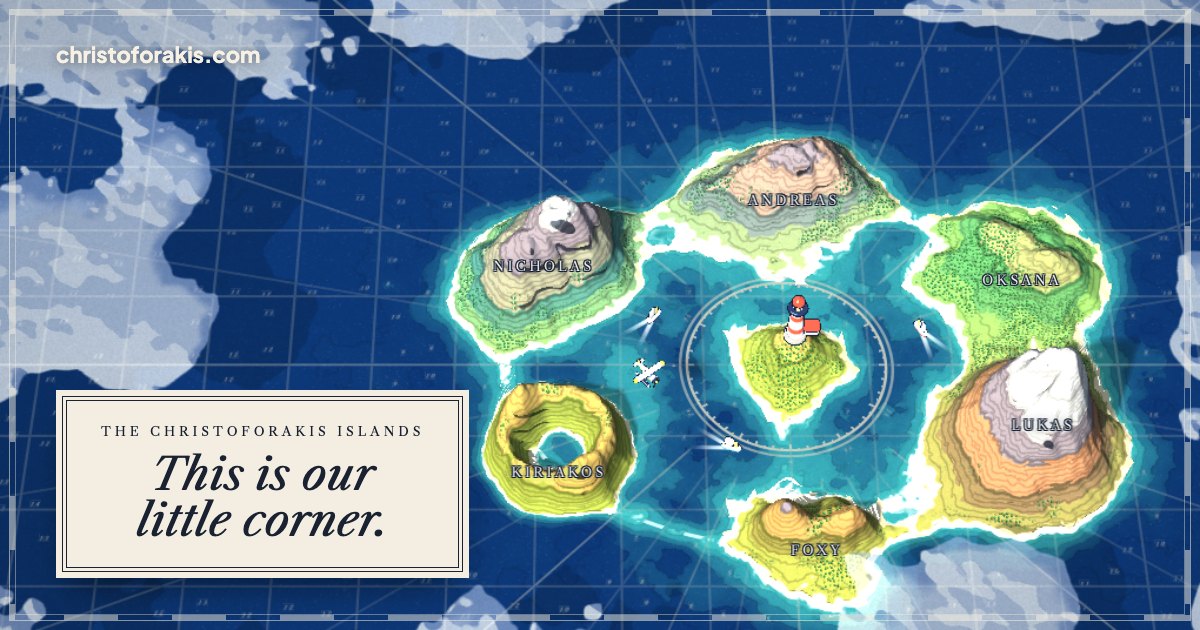 christoforakis.com
ANDREAS
NICHOLAS
OKSANA
LUKAS
KIRIAKOS
FOXY
THE CHRISTOFORAKIS ISLANDS
This is our
little corner.